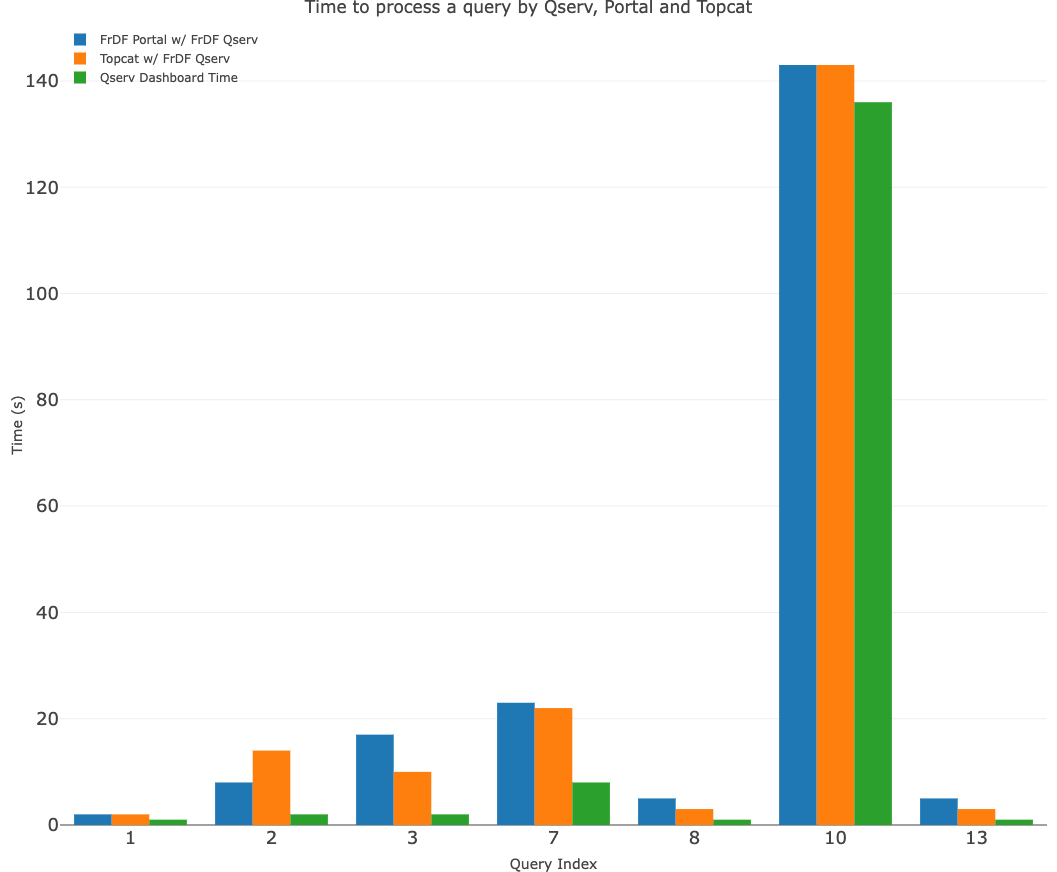 Time to process a query by Qserv, Portal and Topcat
FrDF Portal w/ FrDF Qserv
Topcat w/ FrDF Qserv
Qserv Dashboard Time
140
120
100
80
60
40
20
0
Time (s)
1 2 3 7 8 10 13
Query Index